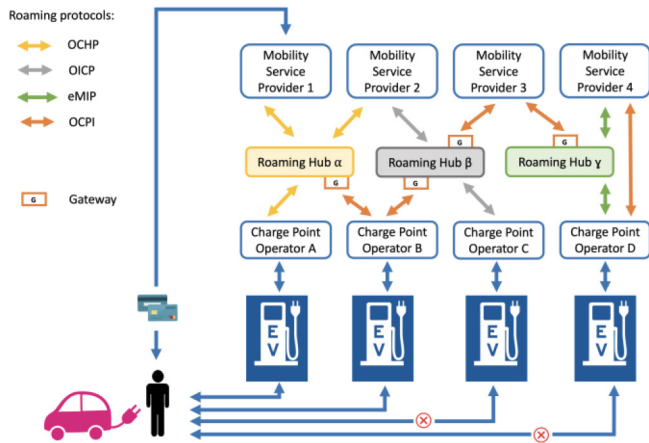 Roaming protocols:
OCHP
OICP
eMIP
OCPI
G Gateway
Mobility Service Provider 1
Mobility Service Provider 2
Mobility Service Provider 3
Mobility Service Provider 4
G
G
Roaming Hub α
Roaming Hub β
Roaming Hub ɣ
G
G
Charge Point Operator A
Charge Point Operator B
Charge Point Operator C
Charge Point Operator D
E V
E V
E V
E V